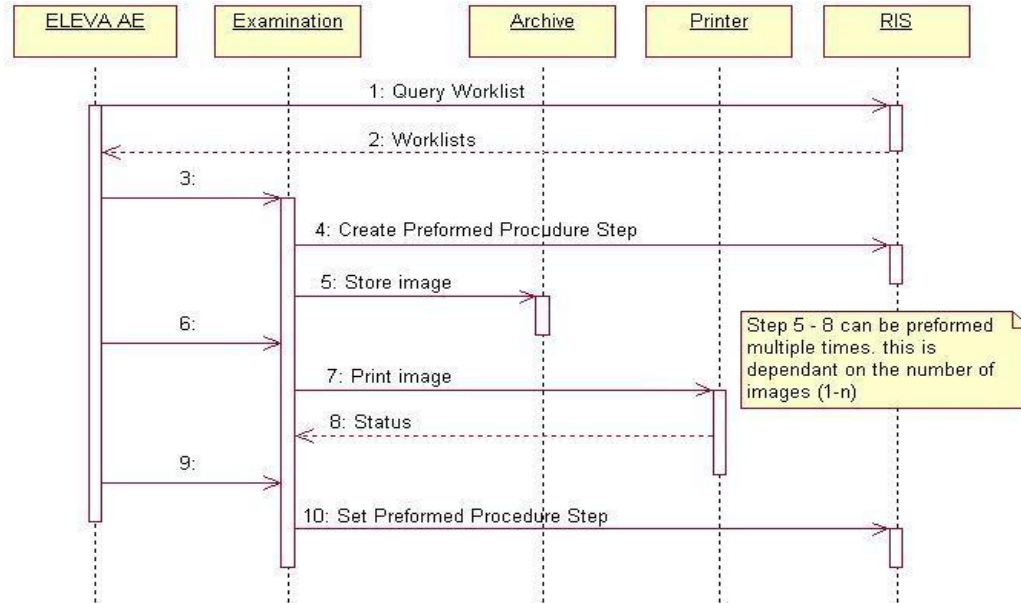 ELEVA AE
Examination
Archive
Printer
RIS
1: Query Worklist
2: Worklists
3:
4: Create Preformed Procudure Step
5: Store image
6:
Step 5 - 8 can be preformed
multiple times. this is
dependant on the number of
images (1-n)
7: Print image
8: Status
9:
10: Set Preformed Procedure Step